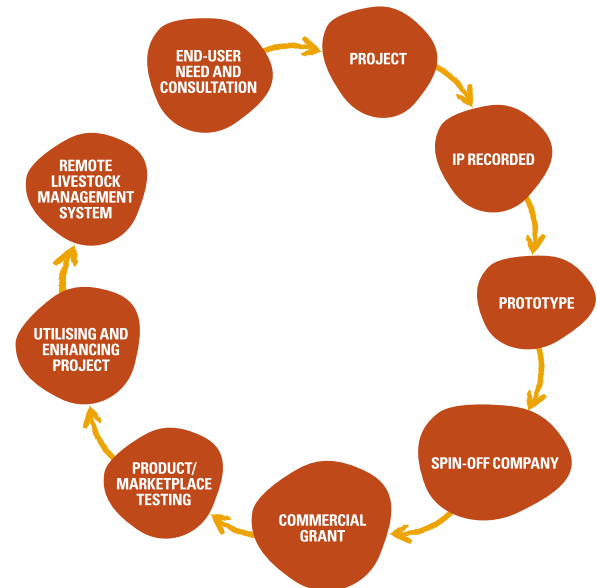 END-USER
NEED AND
CONSULTATION
PROJECT
IP RECORDED
PROTOTYPE
SPIN-OFF COMPANY
COMMERCIAL
GRANT
PRODUCT/
MARKETPLACE
TESTING
UTILISING AND
ENHANCING
PROJECT
REMOTE
LIVESTOCK
MANAGEMENT
SYSTEM